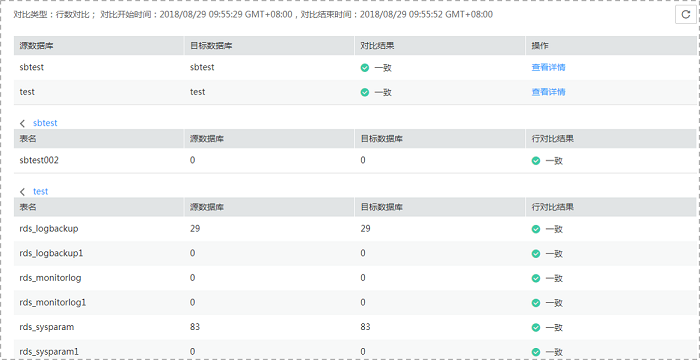 对比类型：行数对比； 对比开始时间：2018/08/29 09:55:29 GMT+08:00，对比结束时间：2018/08/29 09:55:52 GMT+08:00
源数据库 目标数据库 对比结果 操作
sbtest sbtest 一致 查看详情
test test 一致 查看详情
sbtest
表名 源数据库 目标数据库 行对比结果
sbtest002 0 0 一致
test
表名 源数据库 目标数据库 行对比结果
rds_logbackup 29 29 一致
rds_logbackup1 0 0 一致
rds_monitorlog 0 0 一致
rds_monitorlog1 0 0 一致
rds_sysparam 83 83 一致
rds_sysparam1 0 0 一致